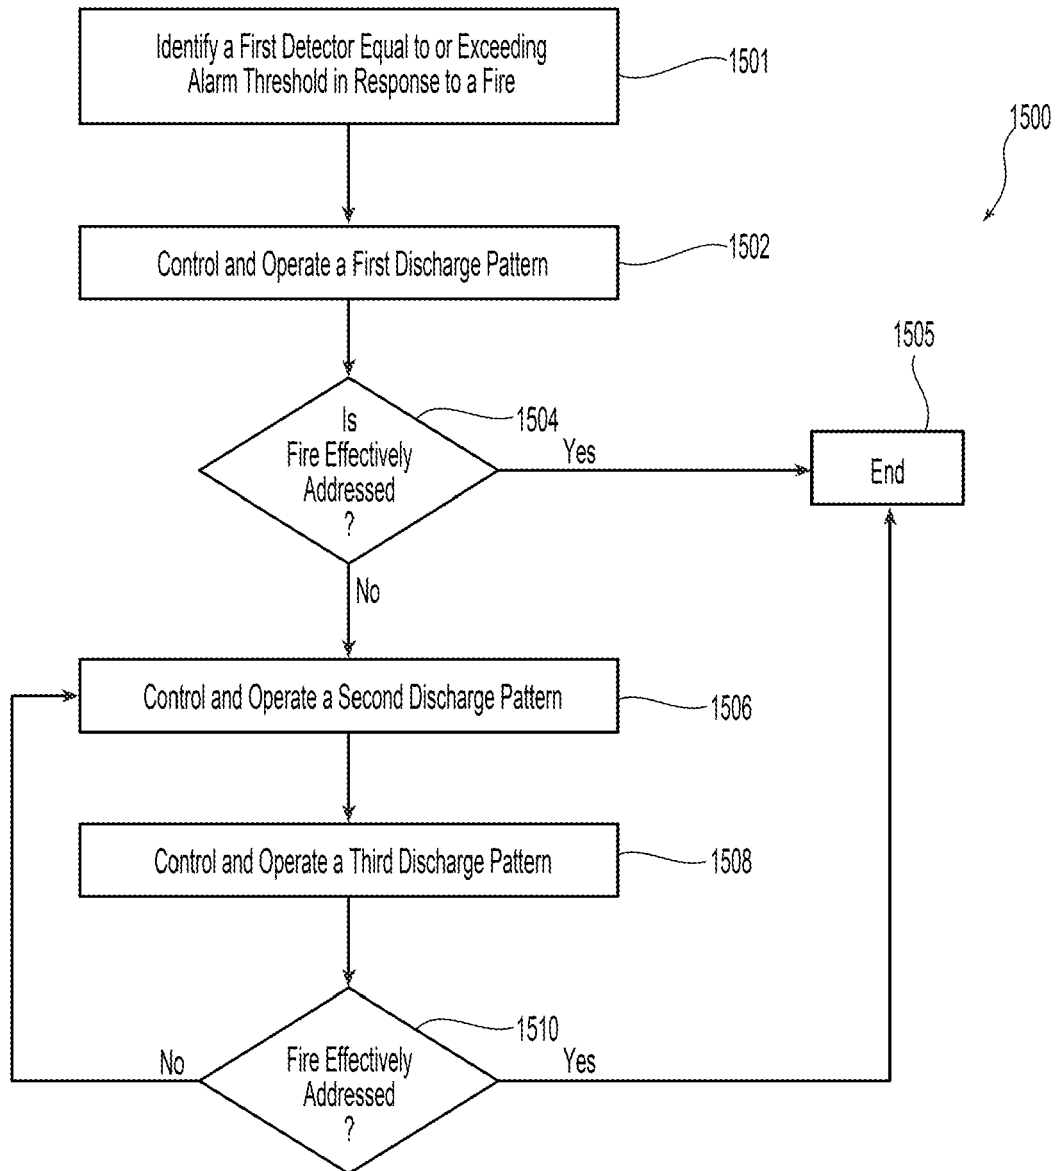 Identify a First Detector Equal to or Exceeding
Alarm Threshold in Response to a Fire
1501
1500
Control and Operate a First Discharge Pattern
1502
1505
Is
Fire Effectively
Addressed
?
1504
Yes
End
No
Control and Operate a Second Discharge Pattern
1506
Control and Operate a Third Discharge Pattern
1508
1510
No
Fire Effectively
Addressed
?
Yes